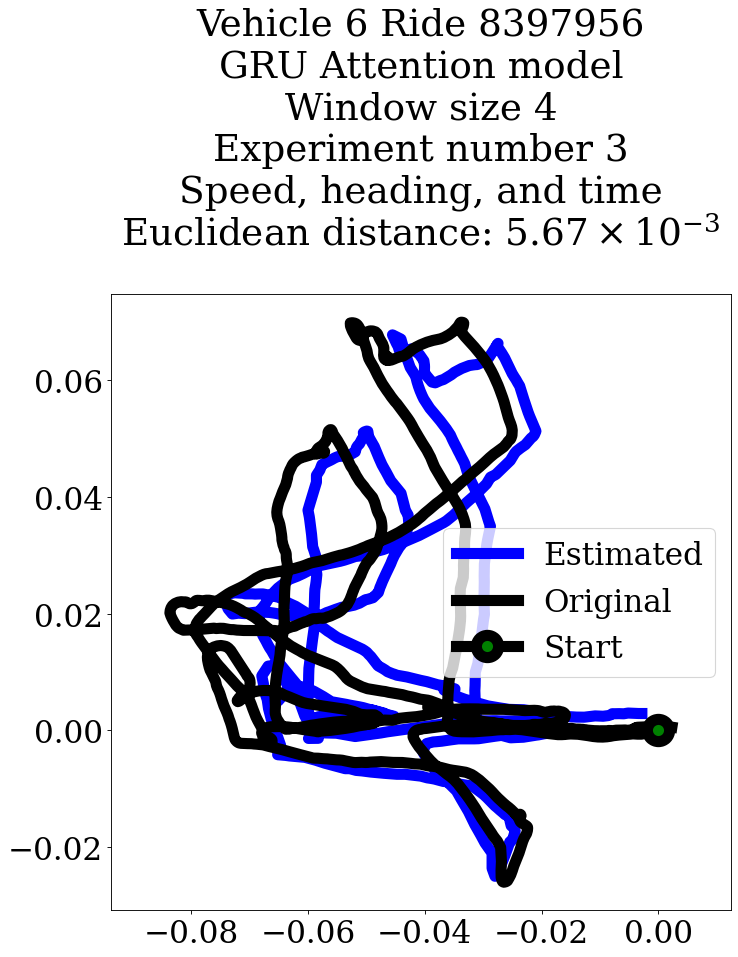 Vehicle 6 Ride 8397956
GRU Attention model
Window size 4
Experiment number 3
Speed, heading, and time
Euclidean distance: 5.67 × 10⁻³
0.06
0.04
0.02
0.00
−0.02
Estimated
Original
Start
−0.08 −0.06 −0.04 −0.02 0.00